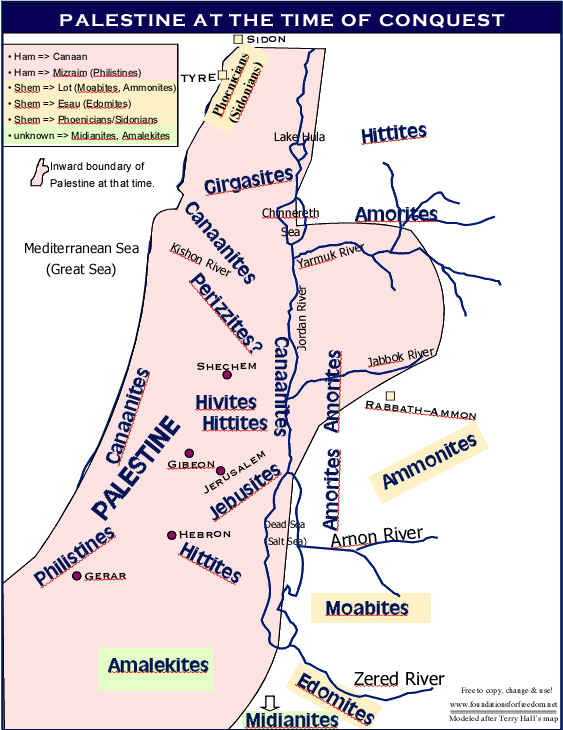 PALESTINE AT THE TIME OF CONQUEST
SIDON
• Ham => Canaan
• Ham => Mizraim (Philistines)
• Shem => Lot (Moabites, Ammonites)
• Shem => Esau (Edomites)
• Shem => Phoenicians/Sidonians
• unknown => Midianites, Amalekites
TYRE
Phoenicians
(Sidonians)
Inward boundary of
Palestine at that time.
Lake Hula
Hittites
Girgasites
Canaanites
Chinnereth
Sea
Amorites
Mediterranean Sea
(Great Sea)
Kishon River
Yarmuk River
Perizzites?
Jordan River
SHECHEM
Canaanites
Jabbok River
Amorites
Canaanites
Hivites
Hittites
RABBATH-AMMON
PALESTINE
GIBEON
JERUSALEM
Jebusites
Amorites
Ammonites
Dead Sea
(Salt Sea)
Arnon River
HEBRON
Philistines
Hittites
GERAR
Moabites
Amalekites
Zered River
Edomites
Midianites
Free to copy, change & use!
www.foundationsforfreedom.net
Modeled after Terry Hall's map